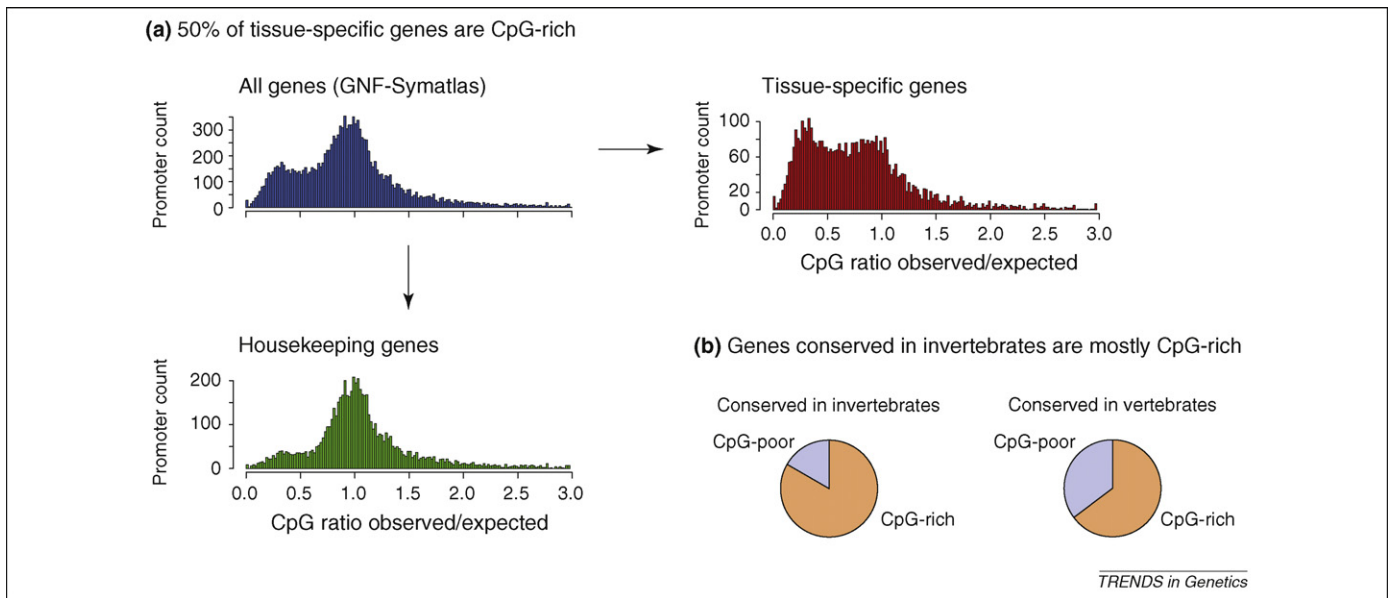 (a) 50% of tissue-specific genes are CpG-rich
All genes (GNF-Symatlas)
Promoter count
300
200
100
0
Tissue-specific genes
Promoter count
100
60
20
0
0.0 0.5 1.0 1.5 2.0 2.5 3.0
CpG ratio observed/expected
Housekeeping genes
Promoter count
200
100
0
0.0 0.5 1.0 1.5 2.0 2.5 3.0
CpG ratio observed/expected
(b) Genes conserved in invertebrates are mostly CpG-rich
Conserved in invertebrates
CpG-poor
CpG-rich
Conserved in vertebrates
CpG-poor
CpG-rich
TRENDS in Genetics